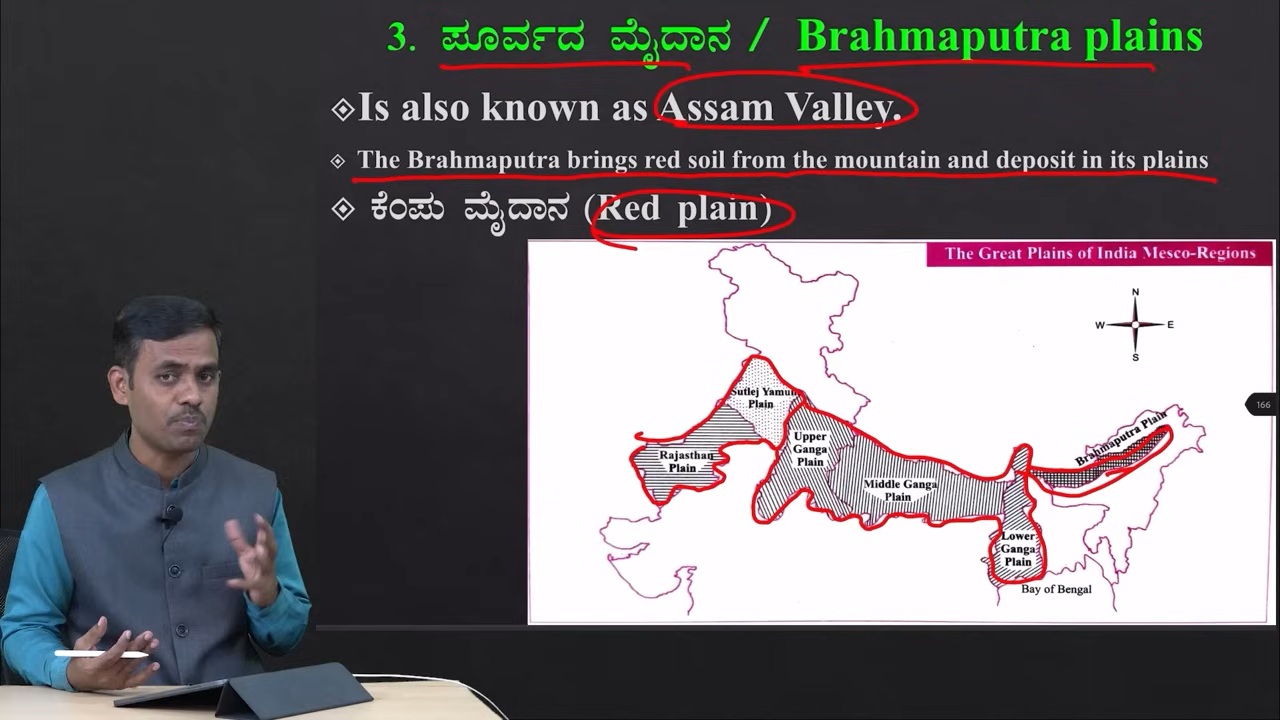 3. ಪೂರ್ವದ ಮೈದಾನ / Brahmaputra plains
Is also known as Assam Valley.
The Brahmaputra brings red soil from the mountain and deposit in its plains
ಕೆಂಪು ಮೈದಾನ (Red plain)
The Great Plains of India Mesco-Regions
N
W E
S
166
Sutlej Yamuna
Plain
Brahmaputra Plain
Upper
Ganga
Plain
Rajasthan
Plain
Middle Ganga
Plain
Lower
Ganga
Plain
Bay of Bengal